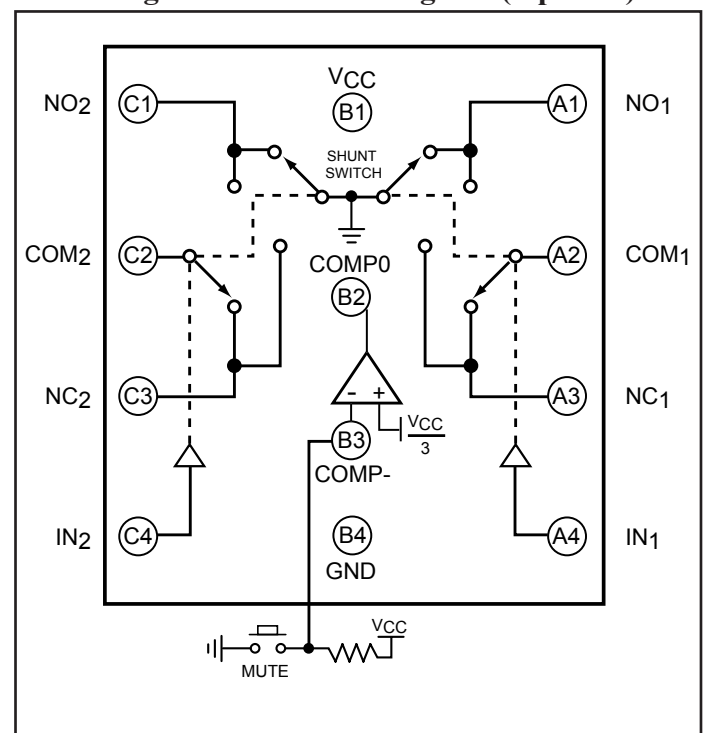 NO2
C1
VCC
B1
A1
NO1
SHUNT
SWITCH
COM2
C2
A2
COM1
COMP0
B2
NC2
C3
- +
VCC
3
A3
NC1
B3
COMP-
IN2
C4
B4
GND
A4
IN1
VCC
MUTE